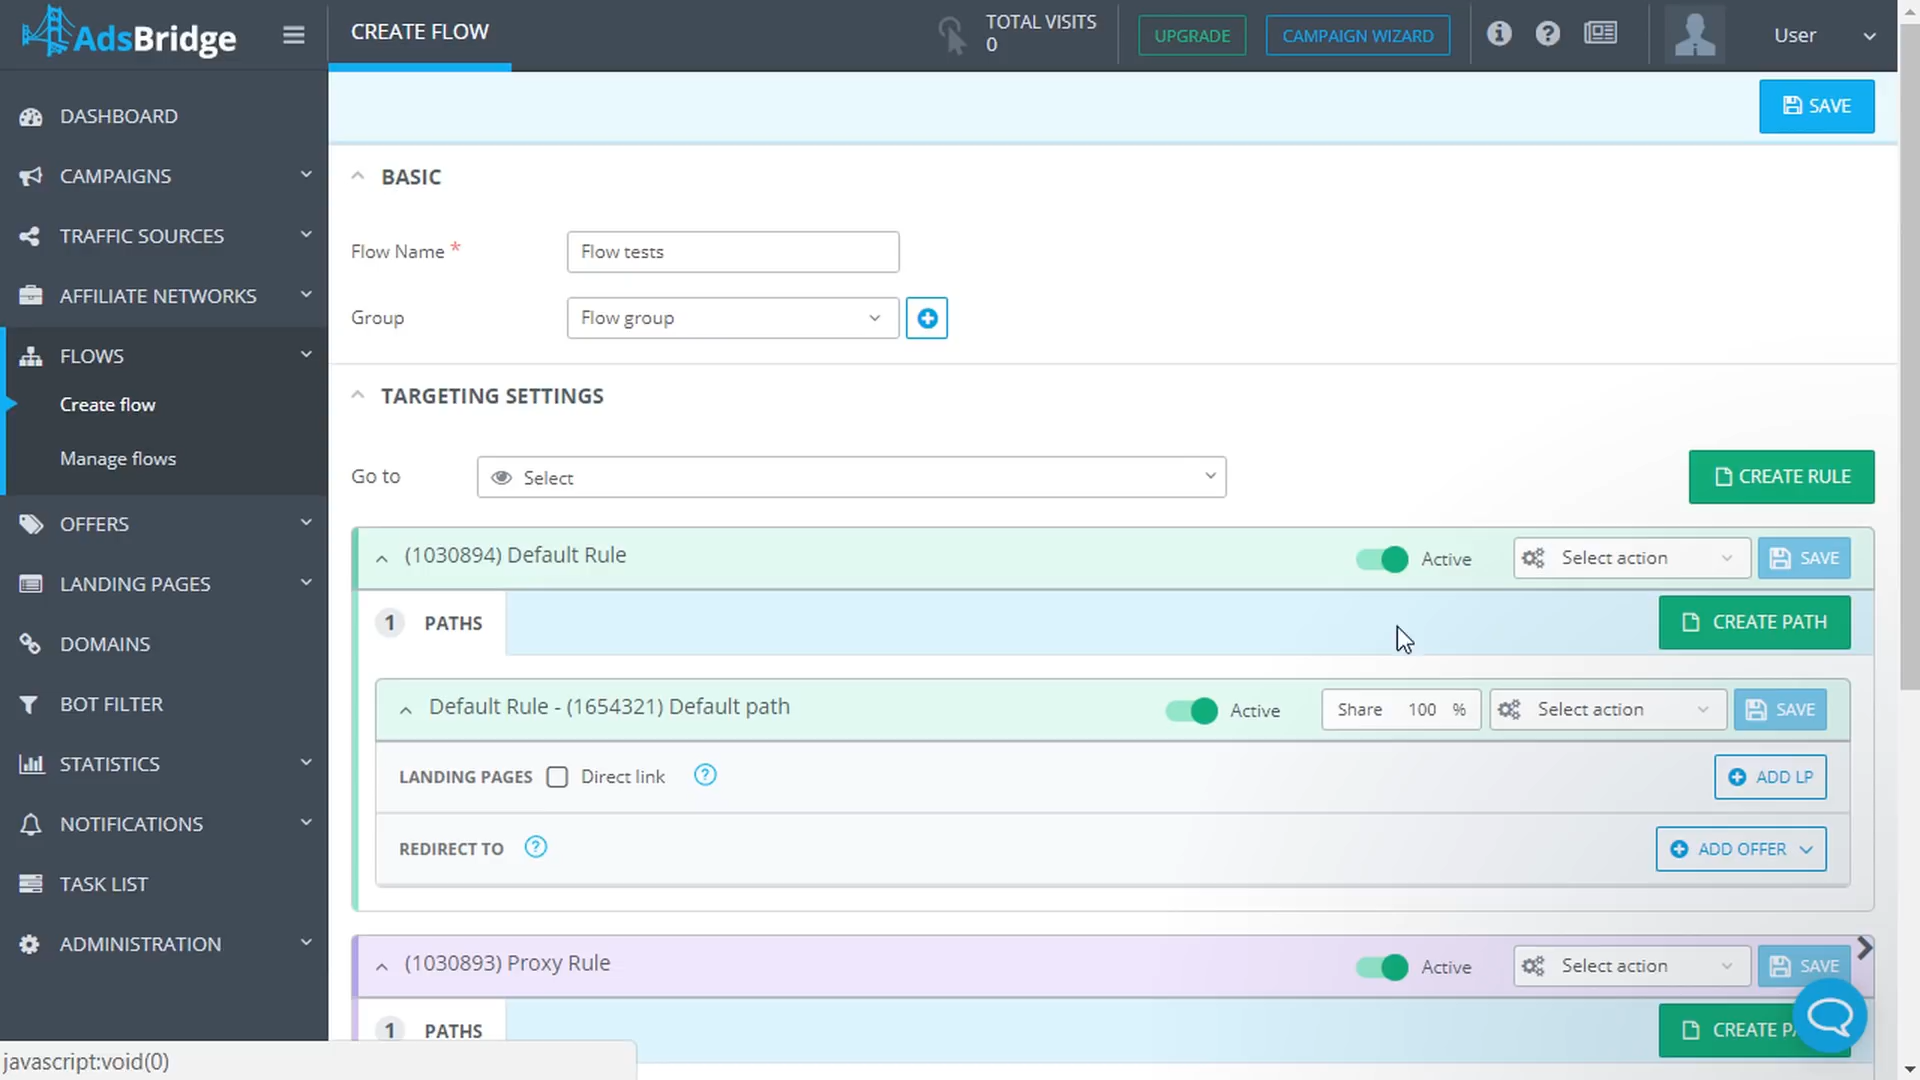 AdsBridge
CREATE FLOW
TOTAL VISITS
0
UPGRADE
CAMPAIGN WIZARD
User
SAVE
DASHBOARD
CAMPAIGNS
TRAFFIC SOURCES
AFFILIATE NETWORKS
FLOWS
Create flow
Manage flows
OFFERS
LANDING PAGES
DOMAINS
BOT FILTER
STATISTICS
NOTIFICATIONS
TASK LIST
ADMINISTRATION
BASIC
Flow Name * Flow tests
Group Flow group
TARGETING SETTINGS
Go to Select CREATE RULE
(1030894) Default Rule Active Select action SAVE
1 PATHS CREATE PATH
Default Rule - (1654321) Default path Active Share 100 % Select action SAVE
LANDING PAGES Direct link ? ADD LP
REDIRECT TO ? ADD OFFER
(1030893) Proxy Rule Active Select action SAVE
1 PATHS CREATE
javascript:void(0)